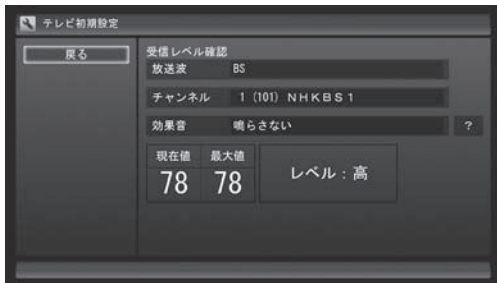 テレビ初期設定
戻る
受信レベル確認
放送波 BS
チャンネル 1 (101) NHKBS1
効果音 鳴らさない ?
現在値 最大値
78 78
レベル：高